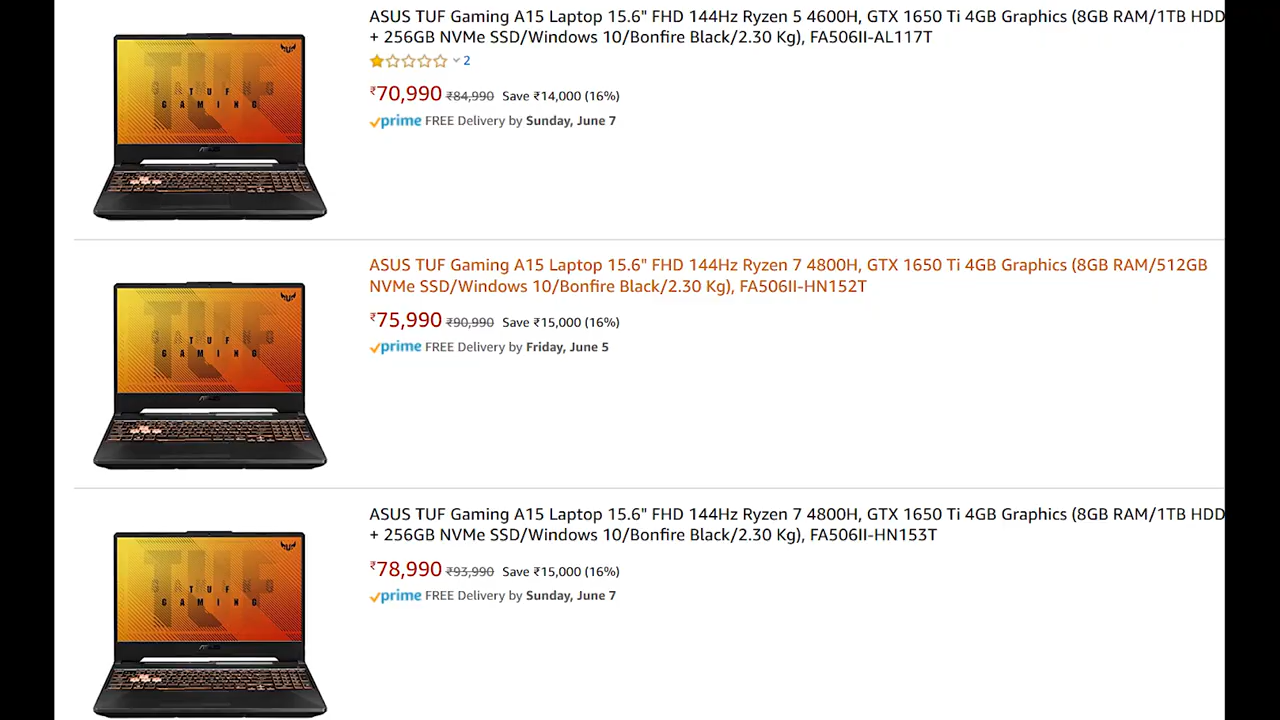 ASUS TUF Gaming A15 Laptop 15.6" FHD 144Hz Ryzen 5 4600H, GTX 1650 Ti 4GB Graphics (8GB RAM/1TB HDD
+ 256GB NVMe SSD/Windows 10/Bonfire Black/2.30 Kg), FA506II-AL117T
2
₹70,990 ₹84,990 Save ₹14,000 (16%)
prime FREE Delivery by Sunday, June 7
TUF
GAMING
ASUS TUF Gaming A15 Laptop 15.6" FHD 144Hz Ryzen 7 4800H, GTX 1650 Ti 4GB Graphics (8GB RAM/512GB
NVMe SSD/Windows 10/Bonfire Black/2.30 Kg), FA506II-HN152T
₹75,990 ₹90,990 Save ₹15,000 (16%)
prime FREE Delivery by Friday, June 5
TUF
GAMING
ASUS TUF Gaming A15 Laptop 15.6" FHD 144Hz Ryzen 7 4800H, GTX 1650 Ti 4GB Graphics (8GB RAM/1TB HDD
+ 256GB NVMe SSD/Windows 10/Bonfire Black/2.30 Kg), FA506II-HN153T
₹78,990 ₹93,990 Save ₹15,000 (16%)
prime FREE Delivery by Sunday, June 7
TUF
GAMING